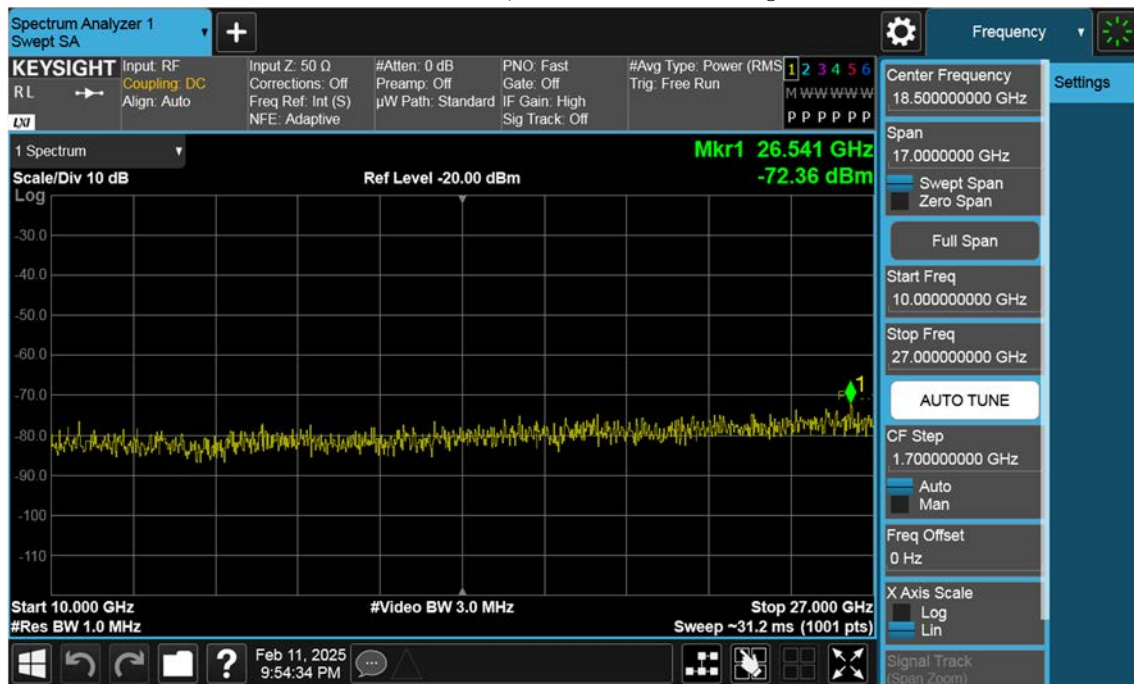 Spectrum Analyzer 1
Swept SA
+
Frequency
KEYSIGHT
RL
LXI
Input: RF
Coupling: DC
Align: Auto
Input Z: 50 Ω
Corrections: Off
Freq Ref: Int (S)
NFE: Adaptive
#Atten: 0 dB
Preamp: Off
µW Path: Standard
PNO: Fast
Gate: Off
IF Gain: High
Sig Track: Off
#Avg Type: Power (RMS
Trig: Free Run
1 2 3 4 5 6
M W W W W W
P P P P P P
1 Spectrum
Scale/Div 10 dB
Ref Level -20.00 dBm
Mkr1 26.541 GHz
-72.36 dBm
Log
-30.0
-40.0
-50.0
-60.0
-70.0
-80.0
-90.0
-100
-110
1
Start 10.000 GHz
#Video BW 3.0 MHz
Stop 27.000 GHz
#Res BW 1.0 MHz
Sweep ~31.2 ms (1001 pts)
?
Feb 11, 2025
9:54:34 PM
Center Frequency
18.500000000 GHz
Settings
Span
17.0000000 GHz
Swept Span
Zero Span
Full Span
Start Freq
10.000000000 GHz
Stop Freq
27.000000000 GHz
AUTO TUNE
CF Step
1.700000000 GHz
Auto
Man
Freq Offset
0 Hz
X Axis Scale
Log
Lin
Signal Track
(Span Zoom)